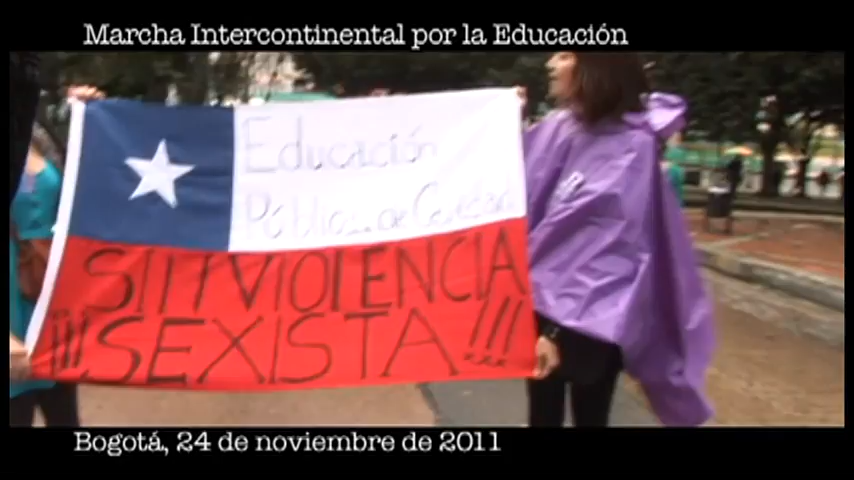 Marcha Intercontinental por la Educación
Educación
Pública de Calidad
SIN VIOLENCIA
¡¡¡SEXISTA!!!
Bogotá, 24 de noviembre de 2011